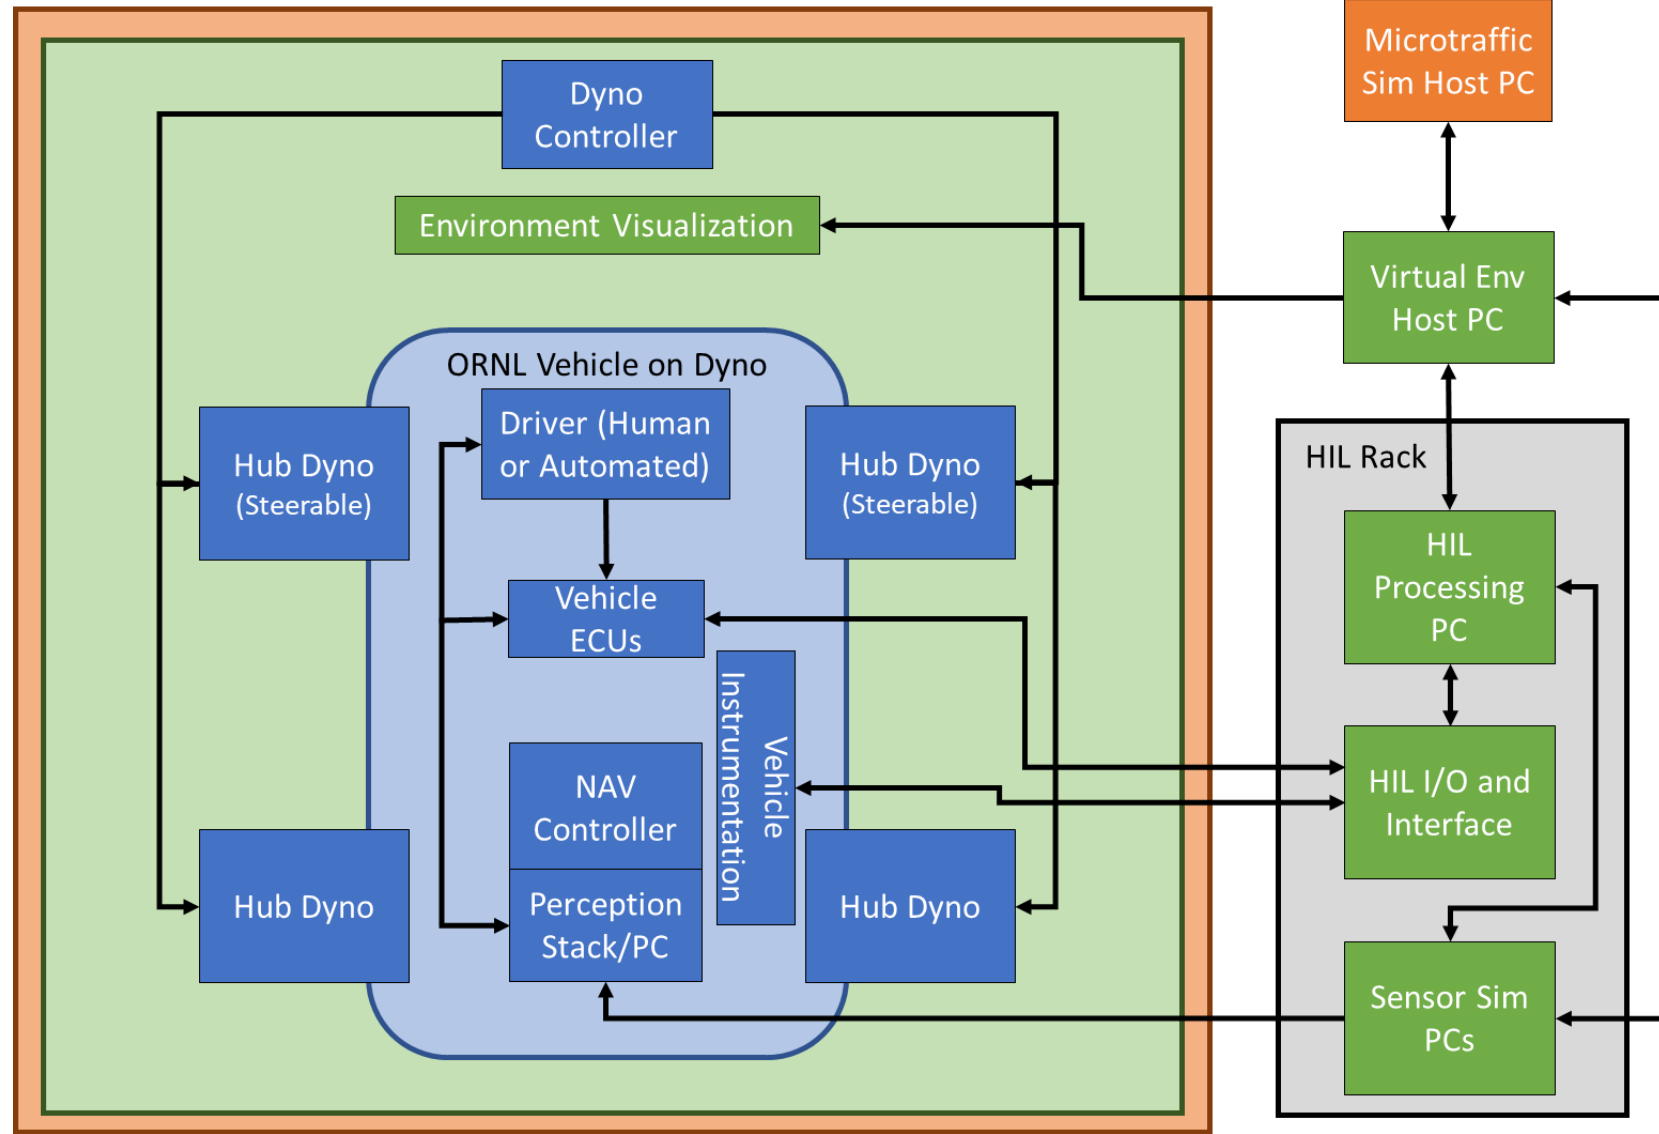 Dyno
Controller
Environment Visualization
ORNL Vehicle on Dyno
Driver (Human
or Automated)
Hub Dyno
(Steerable)
Hub Dyno
(Steerable)
Vehicle
ECUs
Vehicle
Instrumentation
NAV
Controller
Perception
Stack/PC
Hub Dyno
Hub Dyno
Microtraffic
Sim Host PC
Virtual Env
Host PC
HIL Rack
HIL
Processing
PC
HIL I/O and
Interface
Sensor Sim
PCs